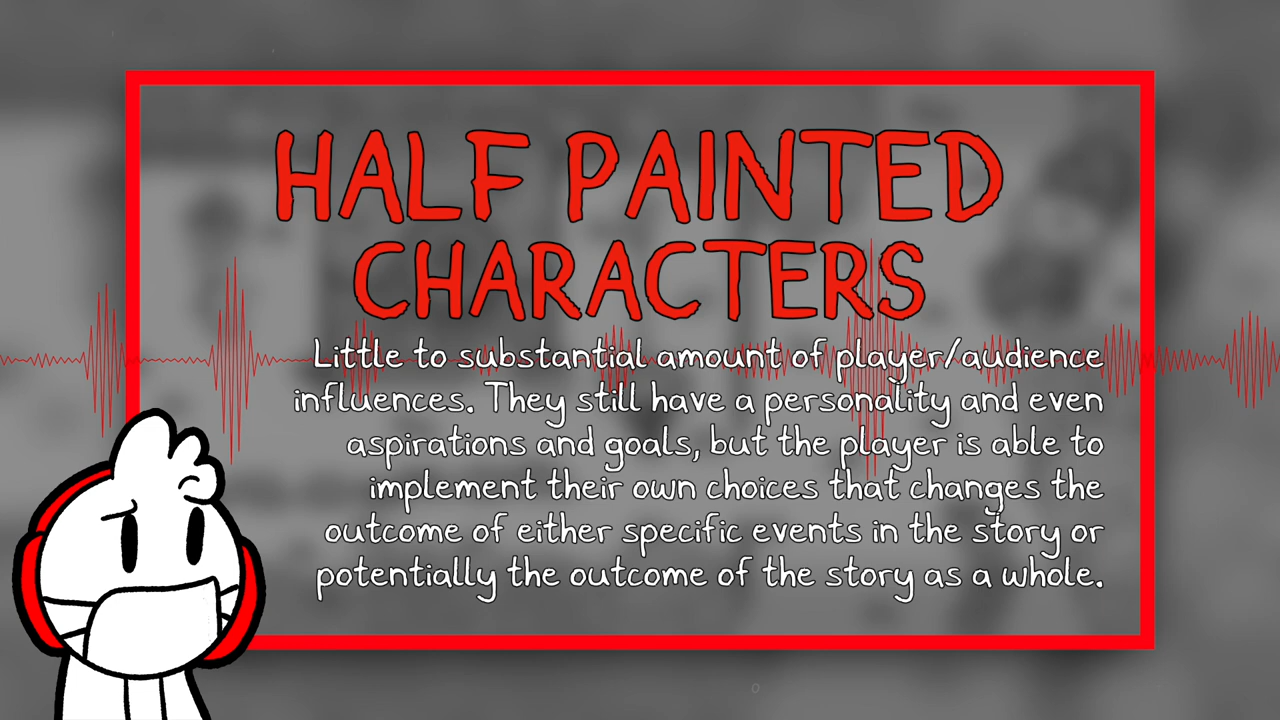 HALF PAINTED
CHARACTERS
Little to substantial amount of player/audience
influences. They still have a personality and even
aspirations and goals, but the player is able to
implement their own choices that changes the
outcome of either specific events in the story or
potentially the outcome of the story as a whole.